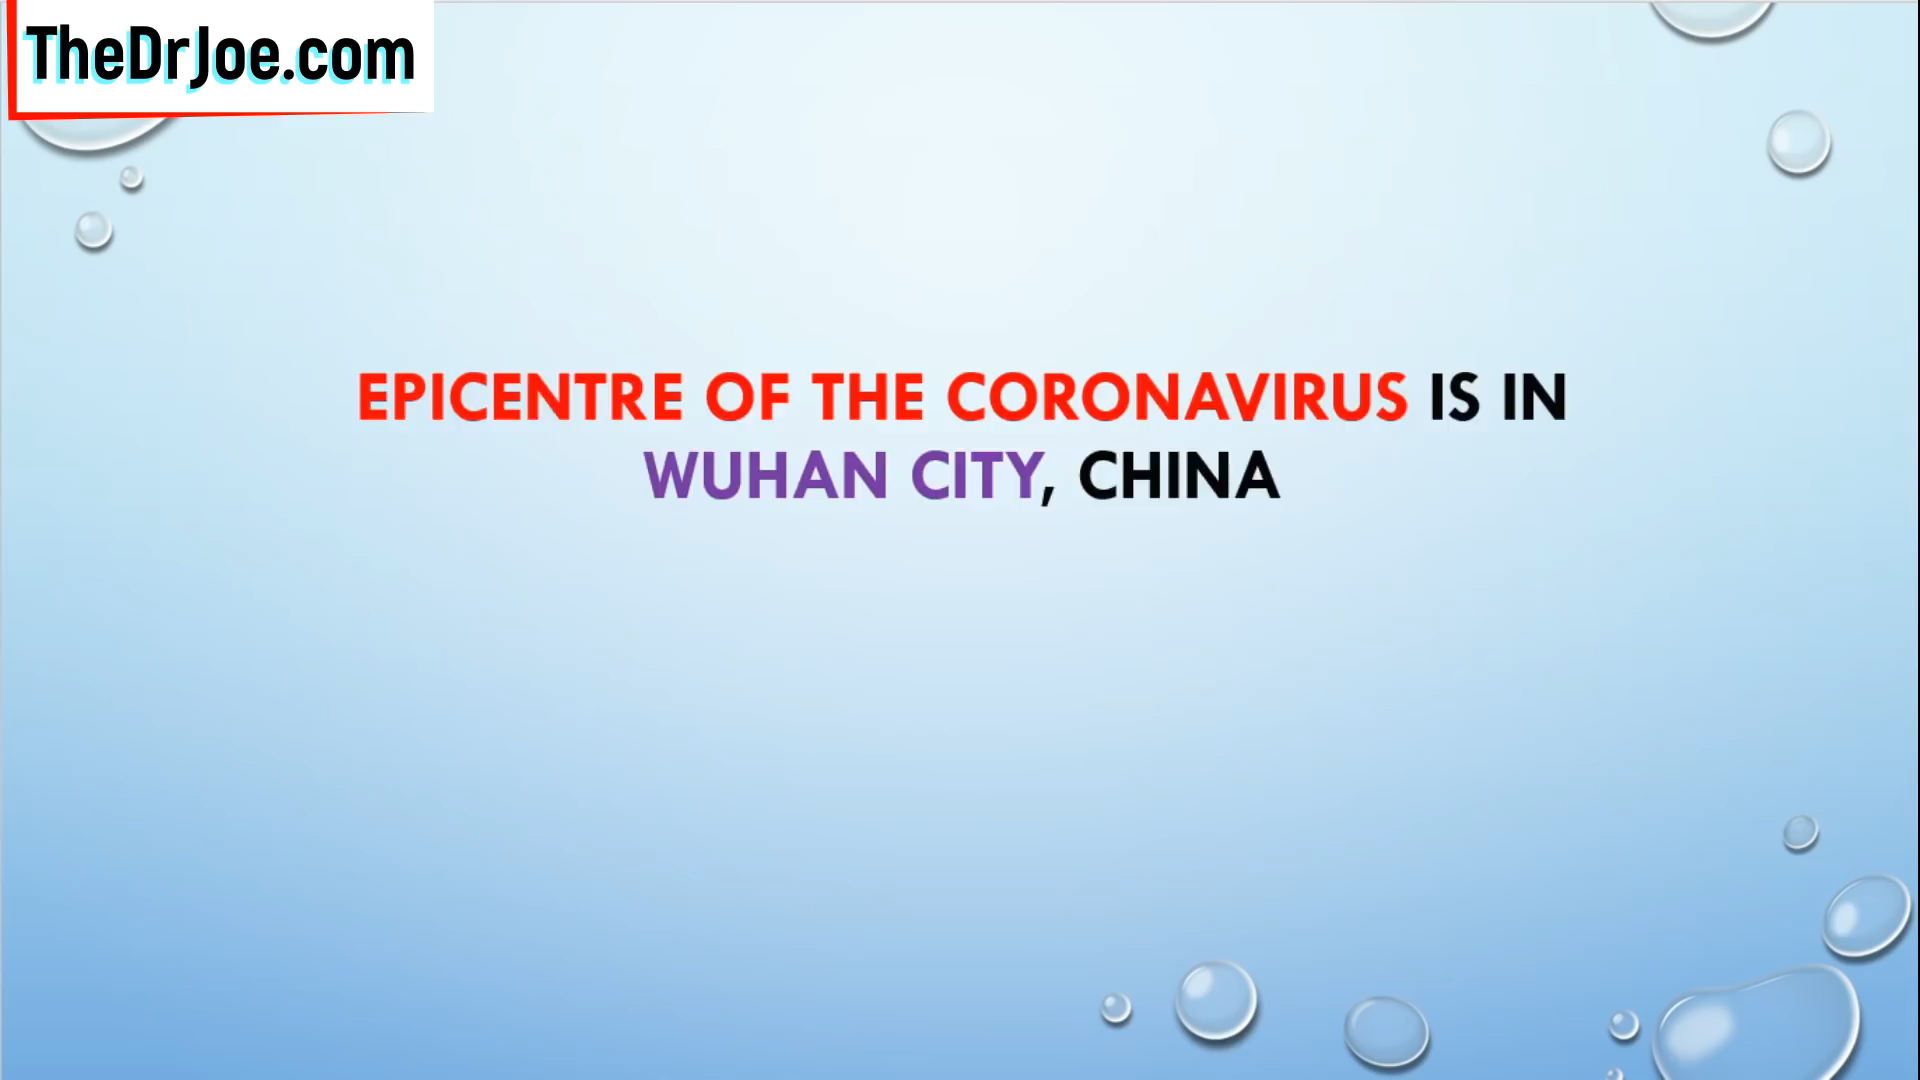 TheDrJoe.com
EPICENTRE OF THE CORONAVIRUS IS IN
WUHAN CITY, CHINA